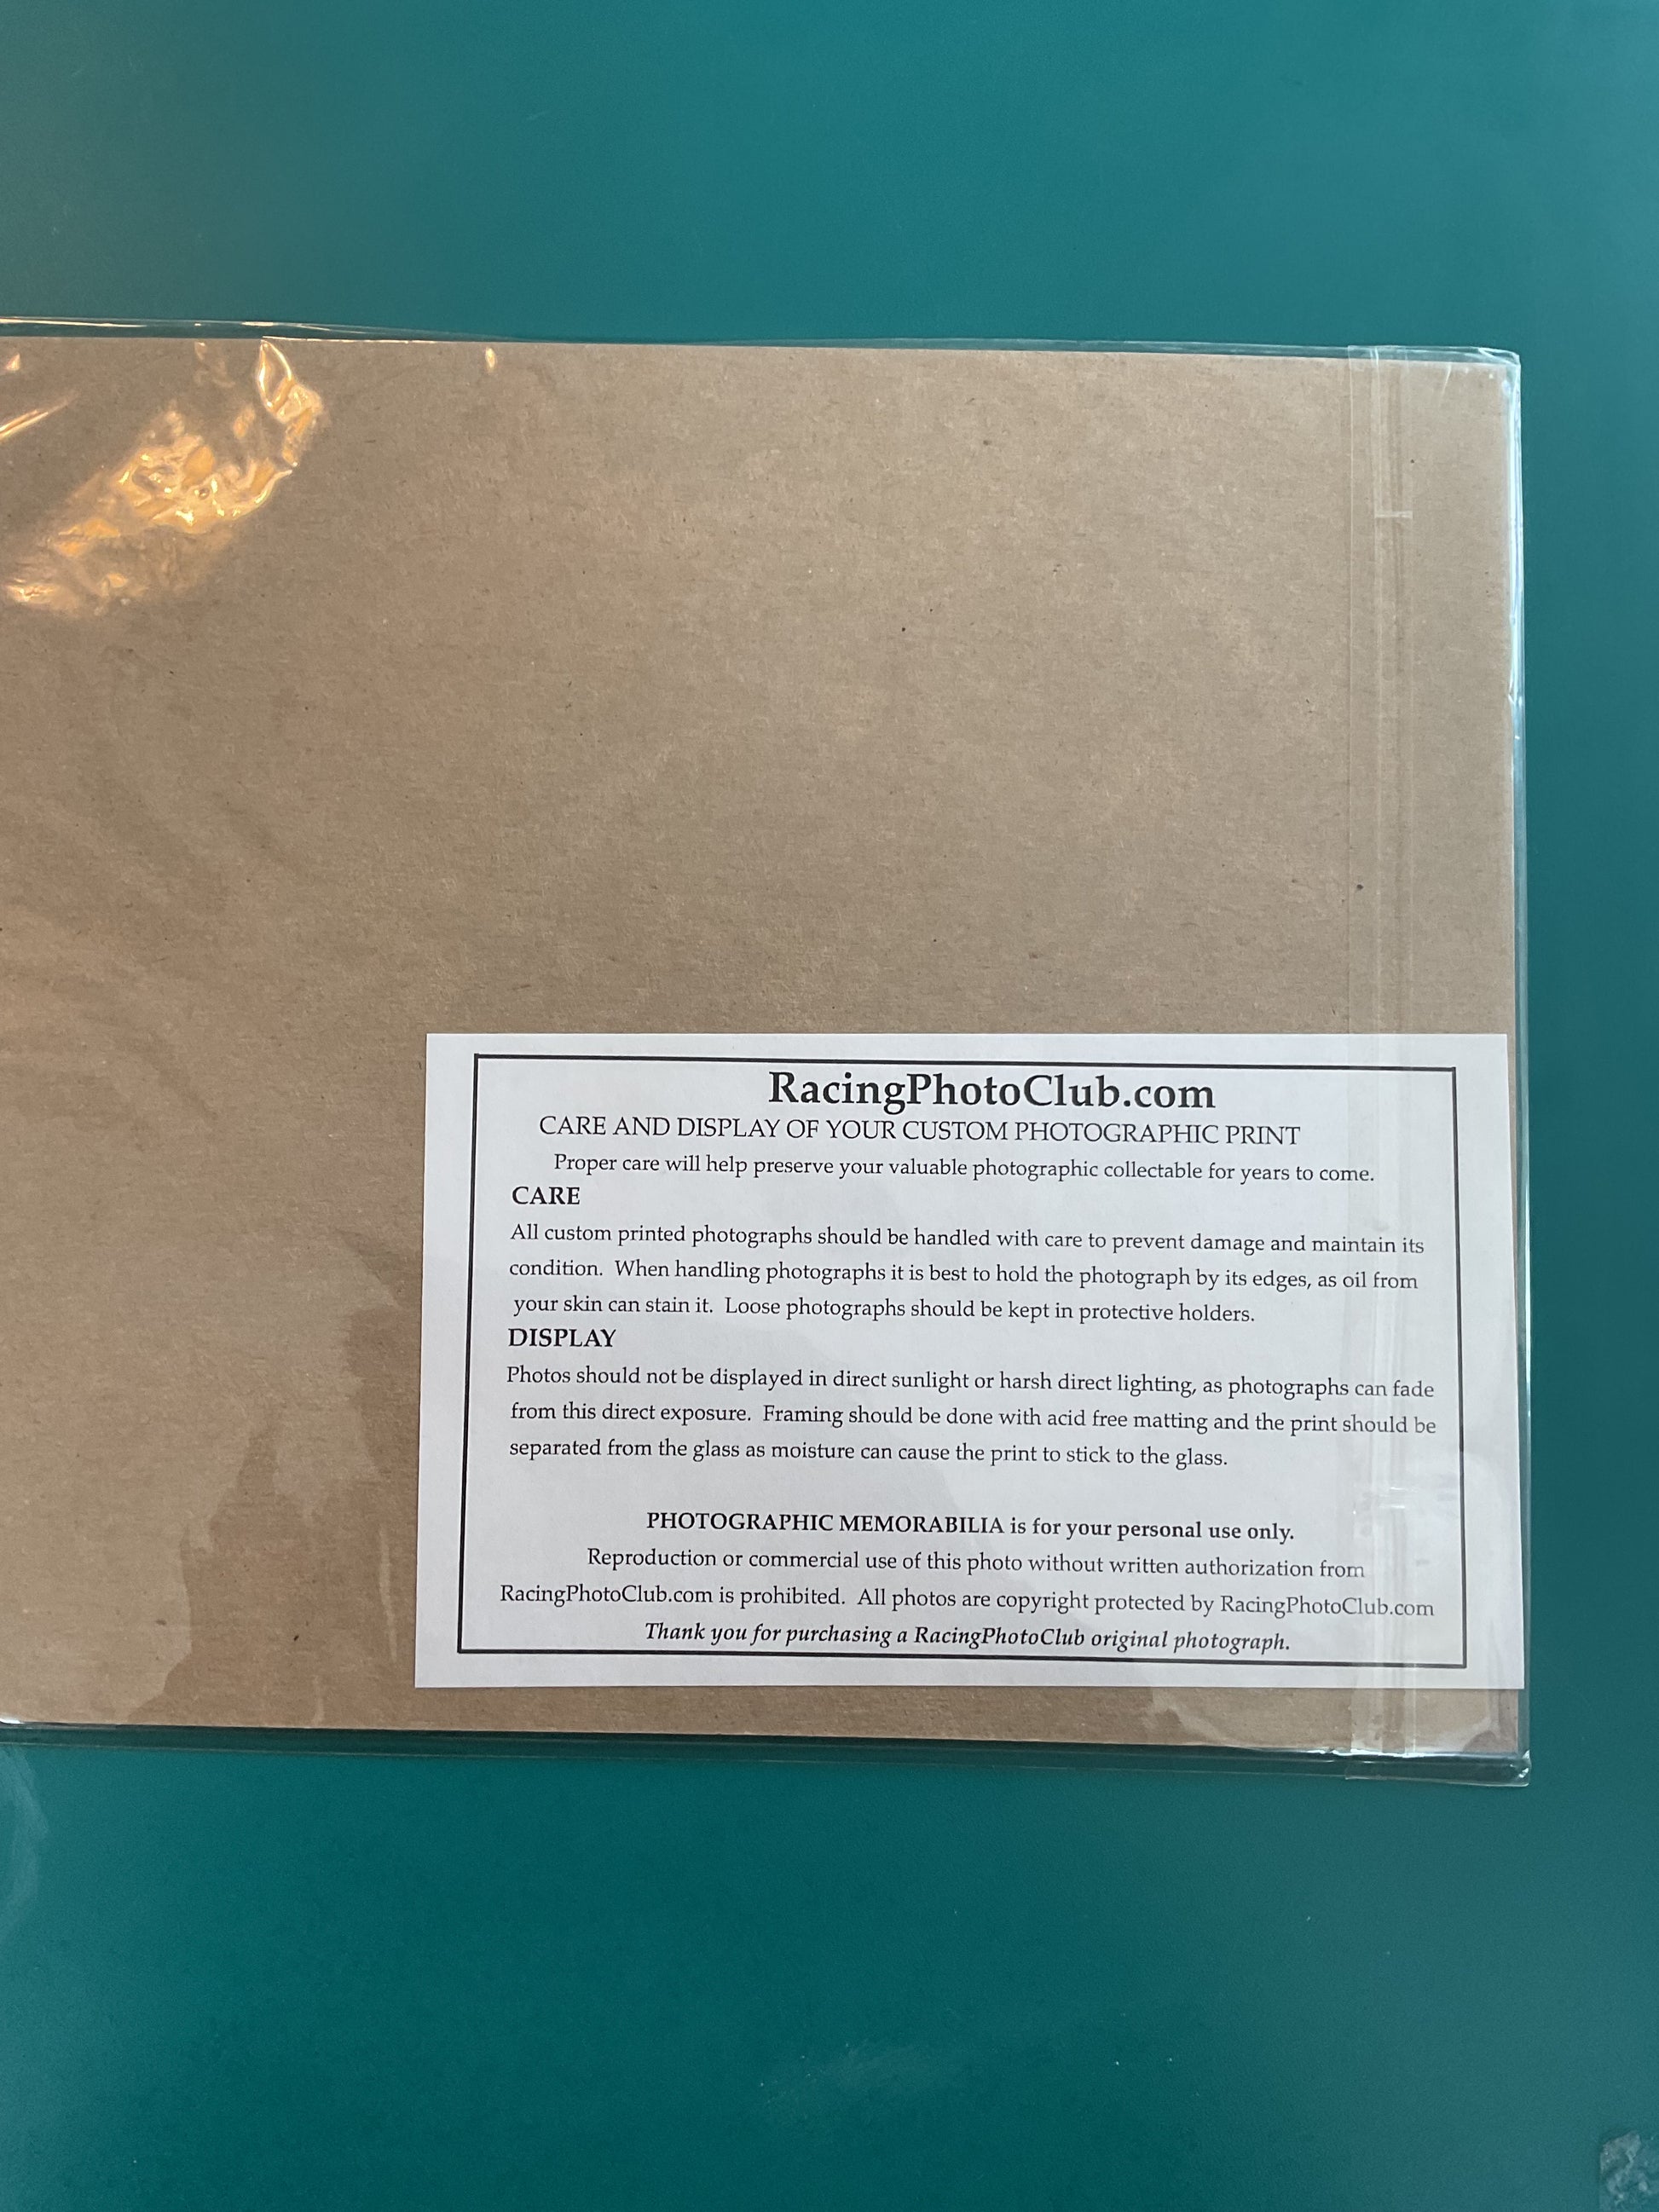 RacingPhotoClub.com
CARE AND DISPLAY OF YOUR CUSTOM PHOTOGRAPHIC PRINT
Proper care will help preserve your valuable photographic collectable for years to come.
CARE
All custom printed photographs should be handled with care to prevent damage and maintain its
condition. When handling photographs it is best to hold the photograph by its edges, as oil from
your skin can stain it. Loose photographs should be kept in protective holders.
DISPLAY
Photos should not be displayed in direct sunlight or harsh direct lighting, as photographs can fade
from this direct exposure. Framing should be done with acid free matting and the print should be
separated from the glass as moisture can cause the print to stick to the glass.
PHOTOGRAPHIC MEMORABILIA is for your personal use only.
Reproduction or commercial use of this photo without written authorization from
RacingPhotoClub.com is prohibited. All photos are copyright protected by RacingPhotoClub.com
Thank you for purchasing a RacingPhotoClub original photograph.